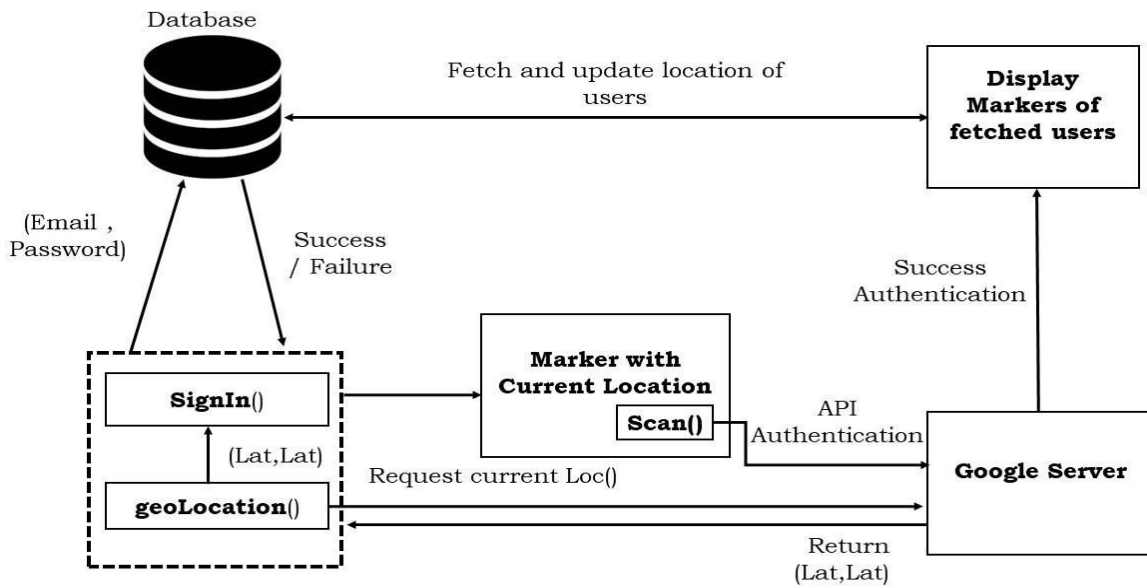 Database
Fetch and update location of
users
Display
Markers of
fetched users
(Email ,
Password)
Success
/ Failure
Success
Authentication
Marker with
Current Location
Scan()
API
Authentication
SignIn()
(Lat,Lat)
geoLocation()
Request current Loc()
Google Server
Return
(Lat,Lat)